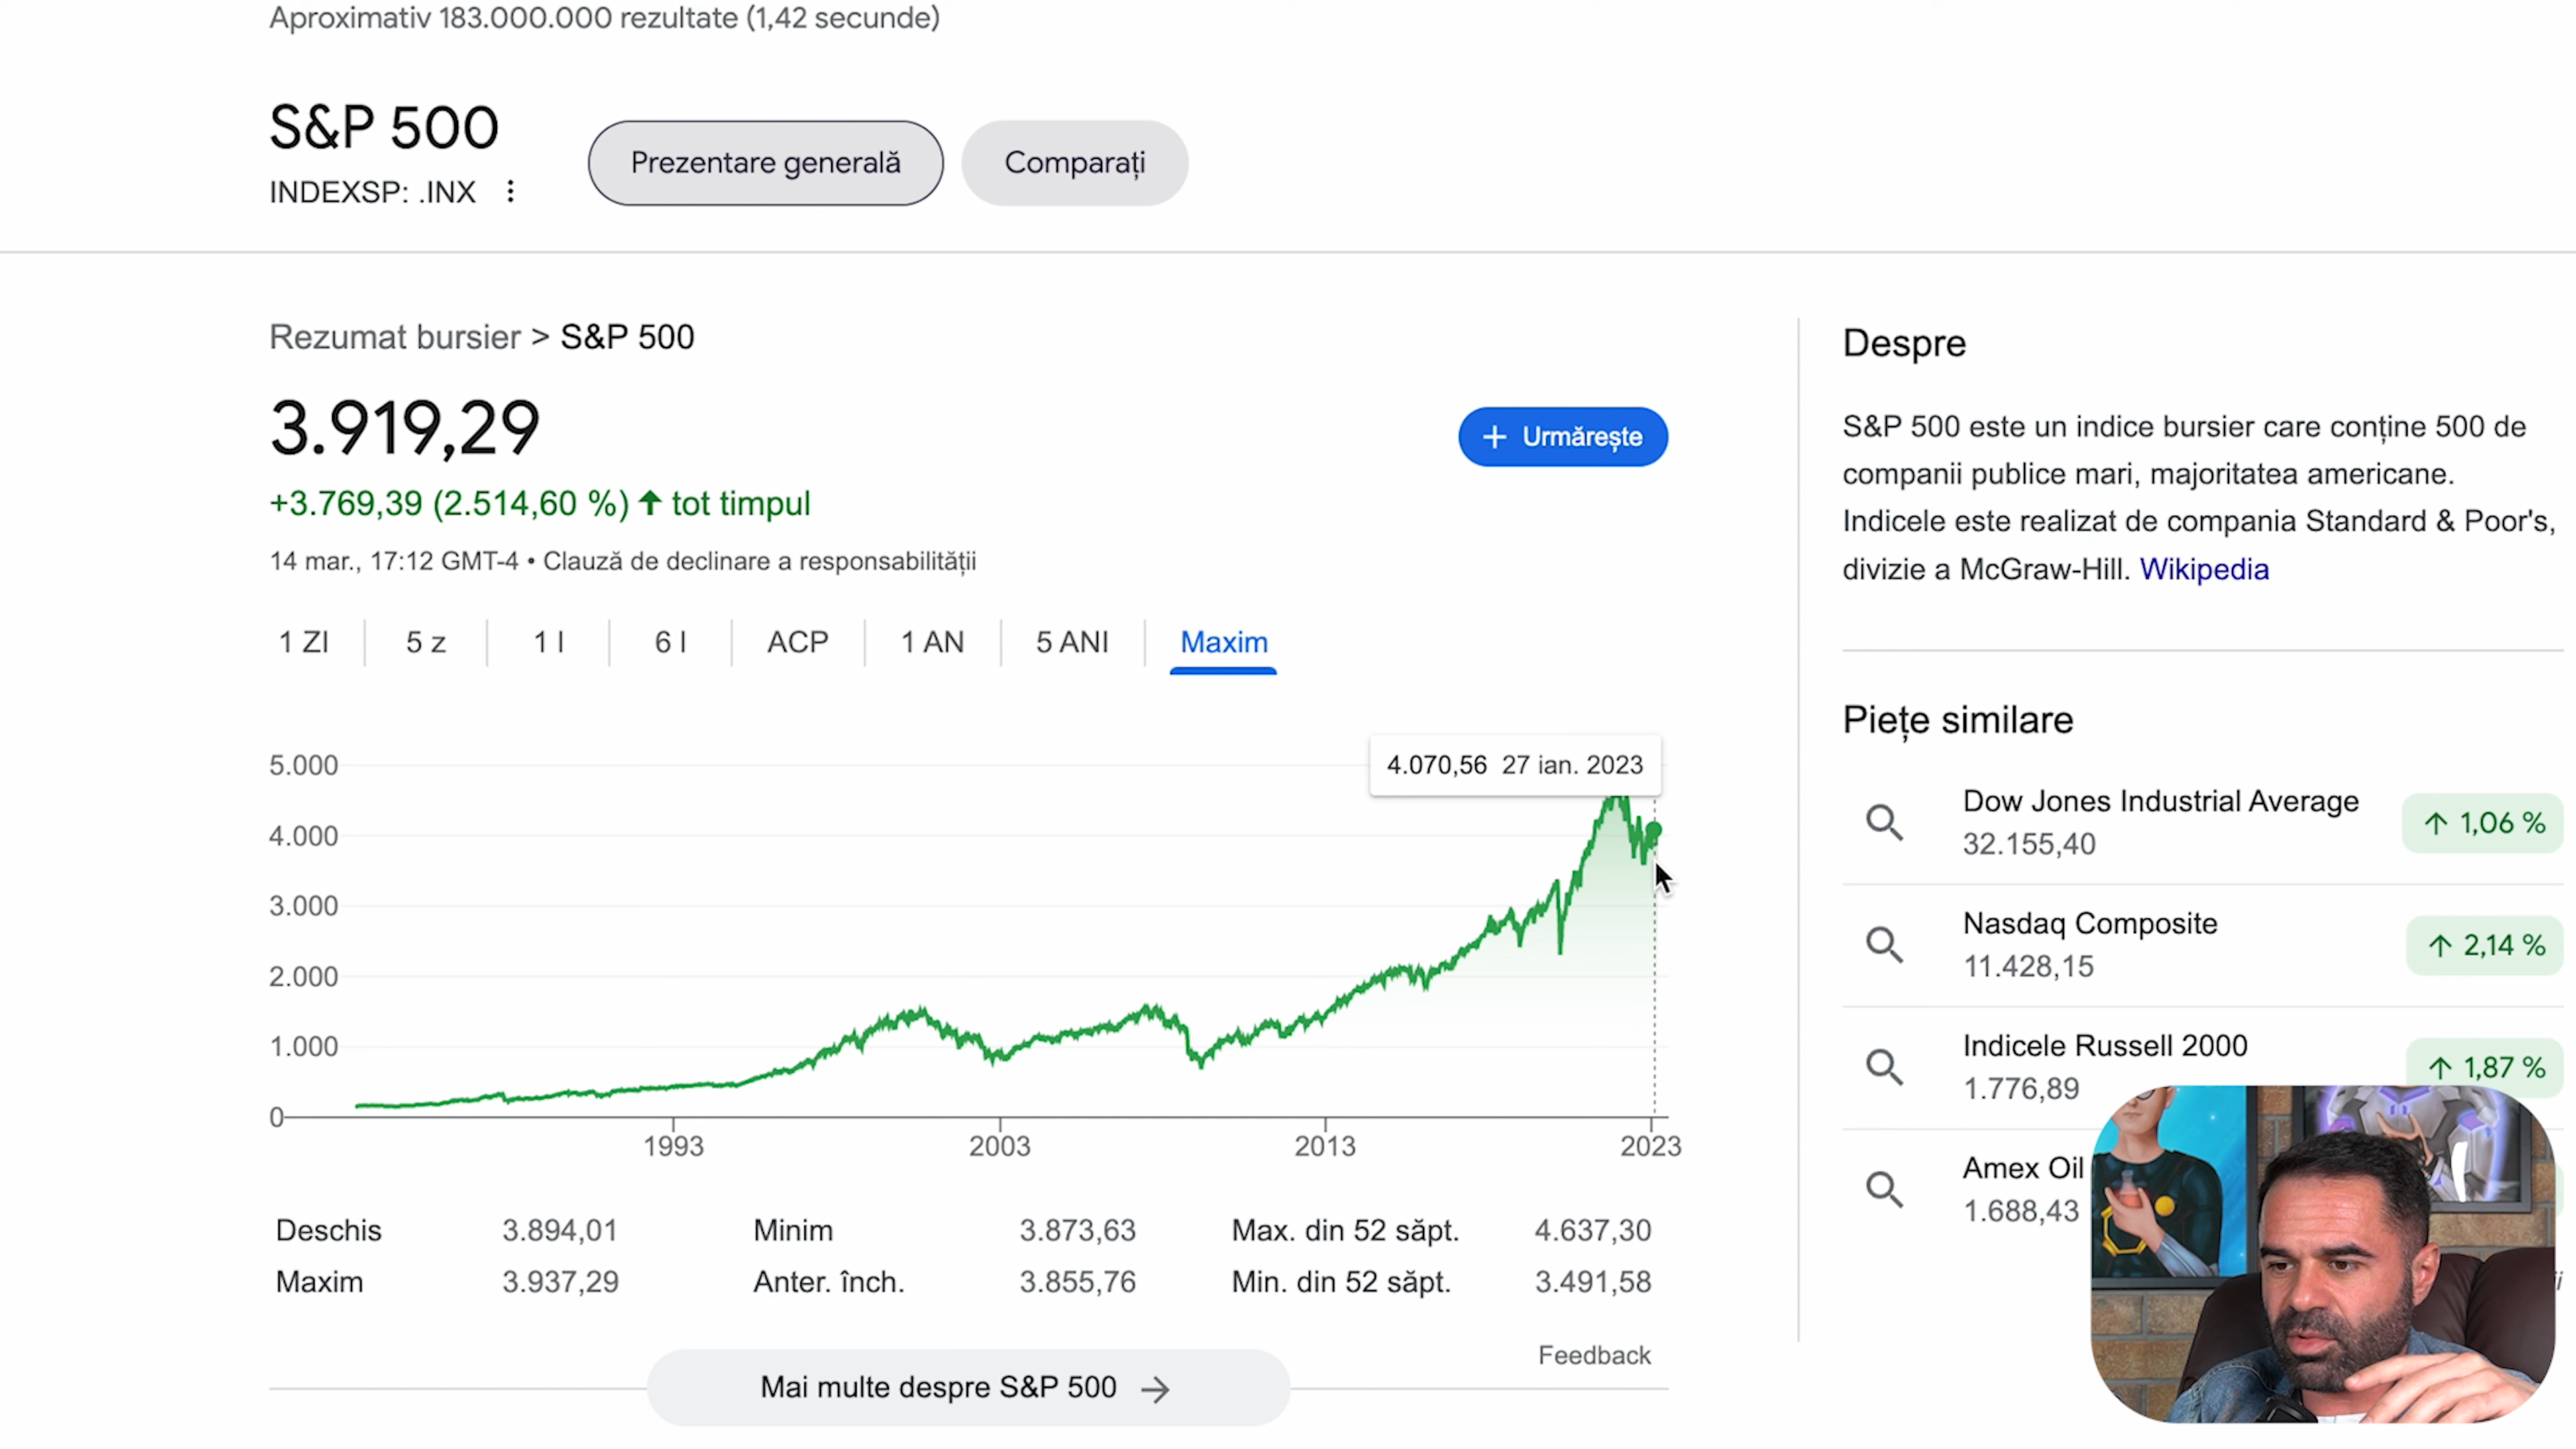 Aproximativ 183.000.000 rezultate (1,42 secunde)
S&P 500
INDEXSP: .INX
Prezentare generală
Comparați
Rezumat bursier > S&P 500
3.919,29
+ Urmărește
+3.769,39 (2.514,60 %) ↑ tot timpul
14 mar., 17:12 GMT-4 • Clauză de declinare a responsabilității
1 ZI
5 z
1 l
6 l
ACP
1 AN
5 ANI
Maxim
4.070,56 27 ian. 2023
5.000
4.000
3.000
2.000
1.000
0
1993
2003
2013
2023
Deschis 3.894,01
Minim 3.873,63
Max. din 52 săpt. 4.637,30
Maxim 3.937,29
Anter. înch. 3.855,76
Min. din 52 săpt. 3.491,58
Feedback
Mai multe despre S&P 500 →
Despre
S&P 500 este un indice bursier care conține 500 de
companii publice mari, majoritatea americane.
Indicele este realizat de compania Standard & Poor's,
divizie a McGraw-Hill. Wikipedia
Piețe similare
Dow Jones Industrial Average
32.155,40
↑ 1,06 %
Nasdaq Composite
11.428,15
↑ 2,14 %
Indicele Russell 2000
1.776,89
↑ 1,87 %
Amex Oil
1.688,43